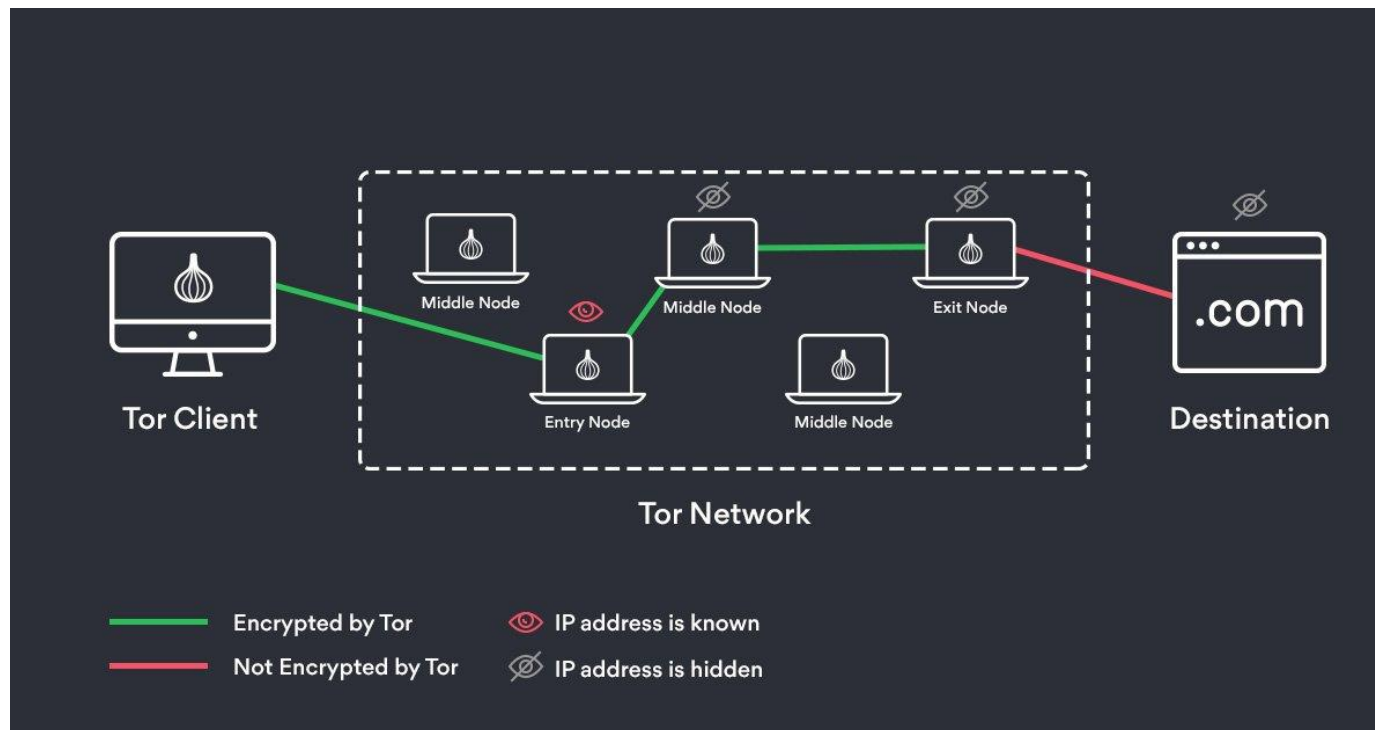 Middle Node
Middle Node
Exit Node
.com
Tor Client
Entry Node
Middle Node
Destination
Tor Network
Encrypted by Tor
IP address is known
Not Encrypted by Tor
IP address is hidden